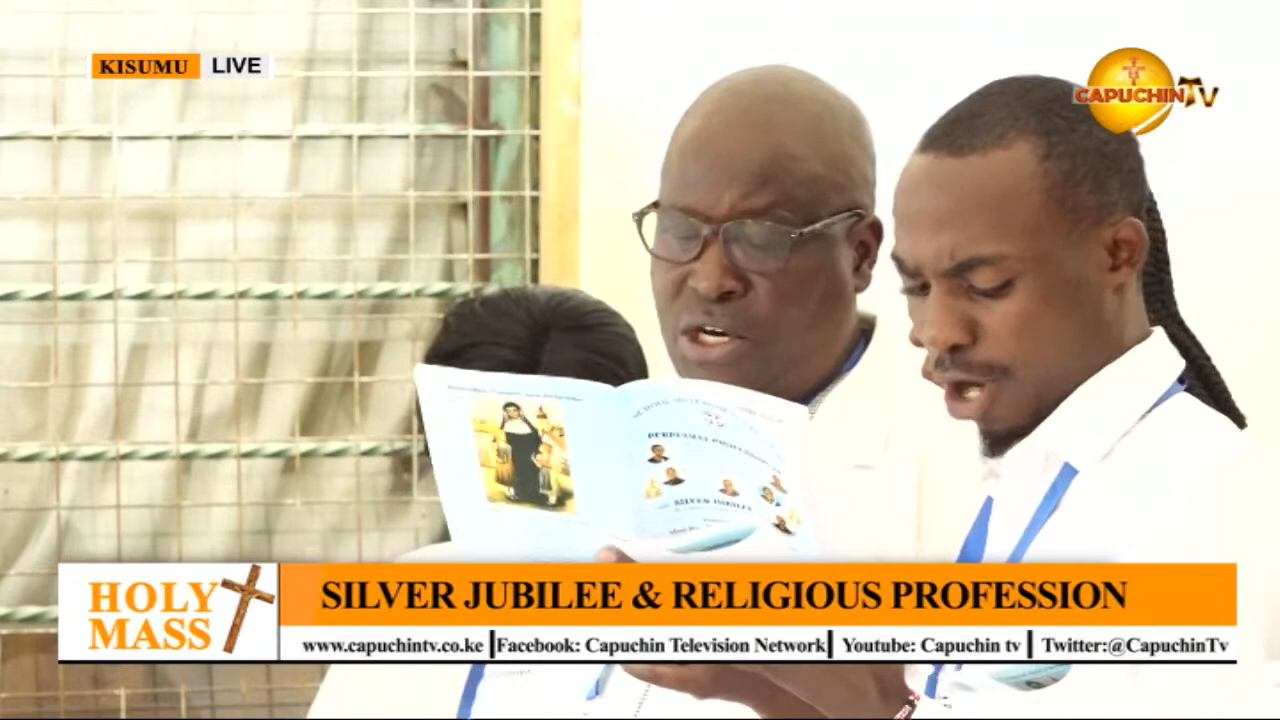 KISUMU LIVE
CAPUCHIN TV
PERPETUAL
SILVER JUBILEE
HOLY
MASS
SILVER JUBILEE & RELIGIOUS PROFESSION
www.capuchintv.co.ke | Facebook: Capuchin Television Network | Youtube: Capuchin tv | Twitter:@CapuchinTv